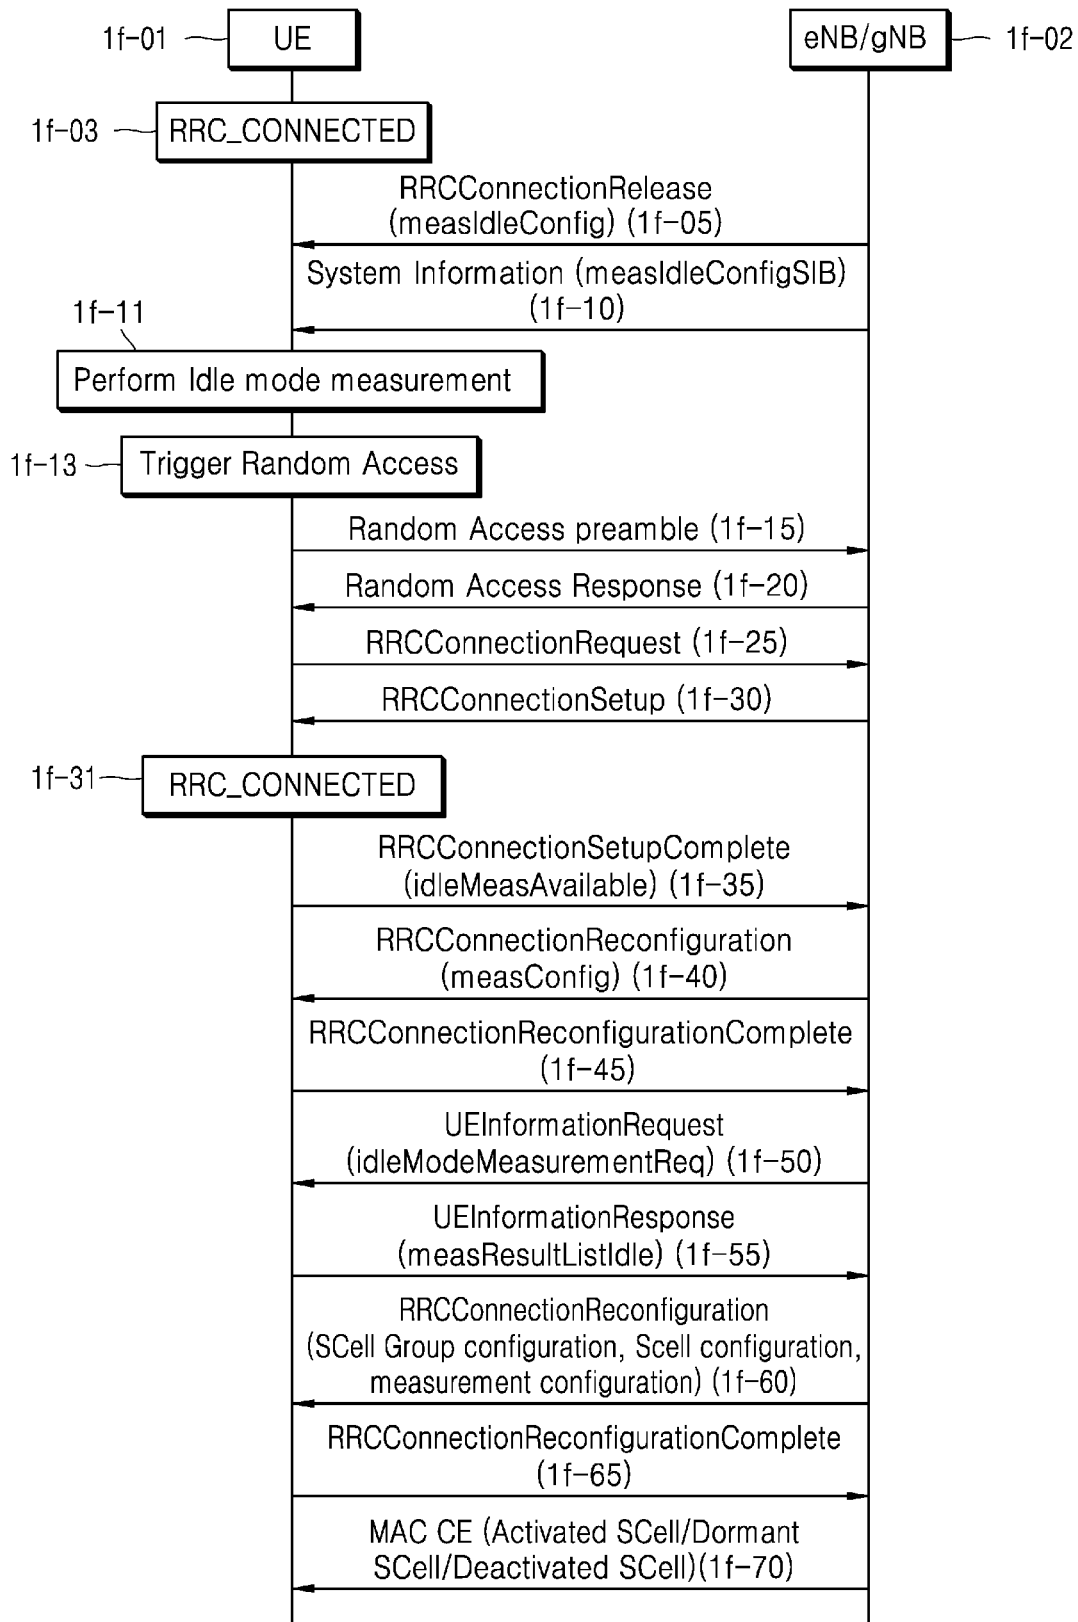 1f-01
UE
eNB/gNB
1f-02
1f-03
RRC_CONNECTED
RRCConnectionRelease
(measIdleConfig) (1f-05)
System Information (measIdleConfigSIB)
(1f-10)
1f-11
Perform Idle mode measurement
1f-13
Trigger Random Access
Random Access preamble (1f-15)
Random Access Response (1f-20)
RRCConnectionRequest (1f-25)
RRCConnectionSetup (1f-30)
1f-31
RRC_CONNECTED
RRCConnectionSetupComplete
(idleMeasAvailable) (1f-35)
RRCConnectionReconfiguration
(measConfig) (1f-40)
RRCConnectionReconfigurationComplete
(1f-45)
UEInformationRequest
(idleModeMeasurementReq) (1f-50)
UEInformationResponse
(measResultListIdle) (1f-55)
RRCConnectionReconfiguration
(SCell Group configuration, Scell configuration,
measurement configuration) (1f-60)
RRCConnectionReconfigurationComplete
(1f-65)
MAC CE (Activated SCell/Dormant
SCell/Deactivated SCell)(1f-70)